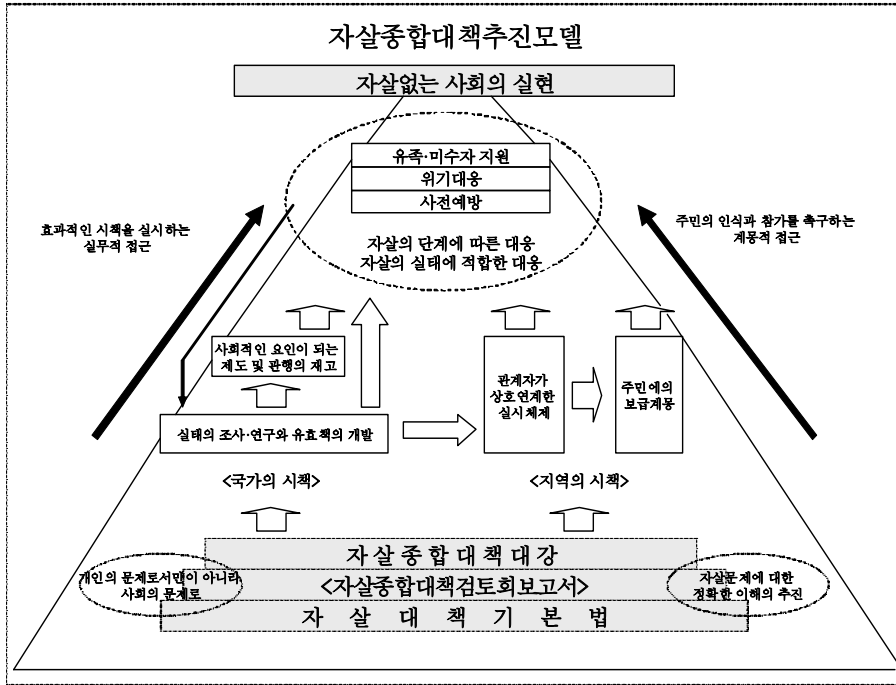 자살종합대책추진모델
자살없는 사회의 실현
유족·미수자 지원
위기대응
사전예방
자살의 단계에 따른 대응
자살의 실태에 적합한 대응
효과적인 시책을 실시하는
실무적 접근
주민의 인식과 참가를 촉구하는
계몽적 접근
사회적인 요인이 되는
제도 및 관행의 재고
실태의 조사·연구와 유효책의 개발
관계자가
상호연계한
실시체제
주민에의
보급계몽
<국가의 시책>
<지역의 시책>
자살종합대책대강
<자살종합대책검토회보고서>
자살대책기본법
개인의 문제로서만이 아니라
사회의 문제로
자살문제에 대한
정확한 이해의 추진